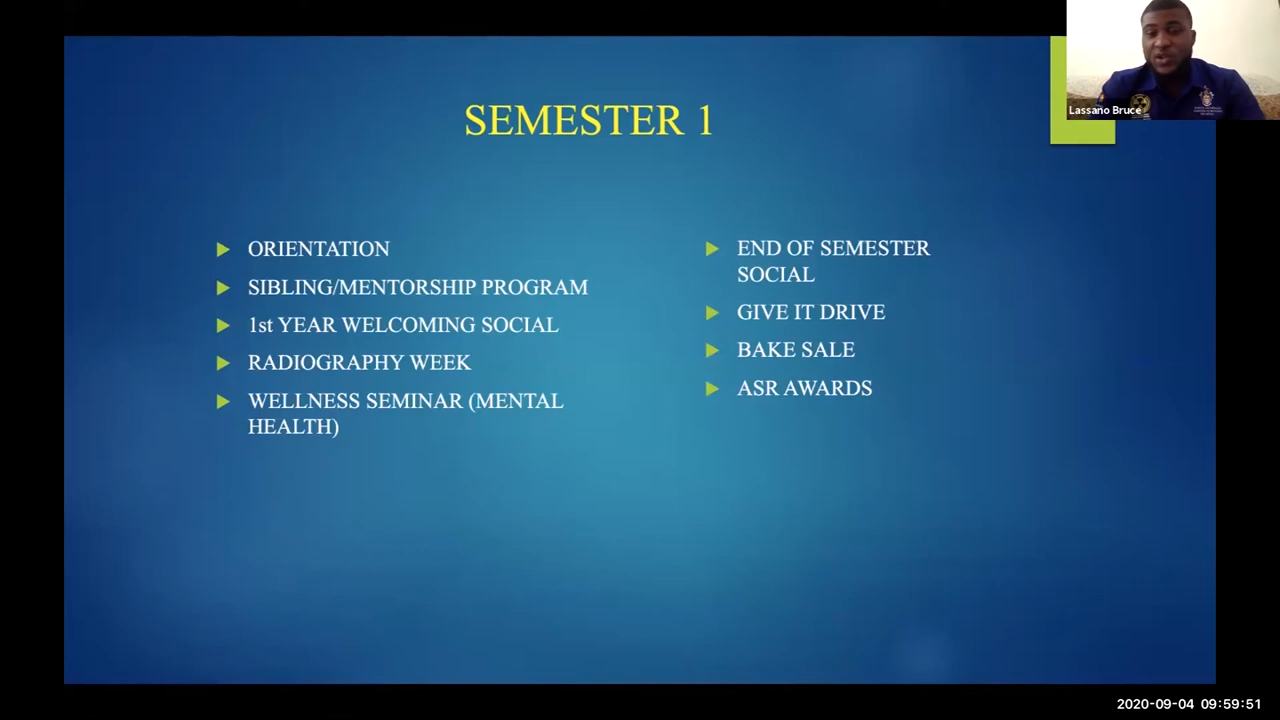 SEMESTER 1
ORIENTATION
SIBLING/MENTORSHIP PROGRAM
1st YEAR WELCOMING SOCIAL
RADIOGRAPHY WEEK
WELLNESS SEMINAR (MENTAL
HEALTH)
END OF SEMESTER
SOCIAL
GIVE IT DRIVE
BAKE SALE
ASR AWARDS
Lassano Bruce
2020-09-04 09:59:51